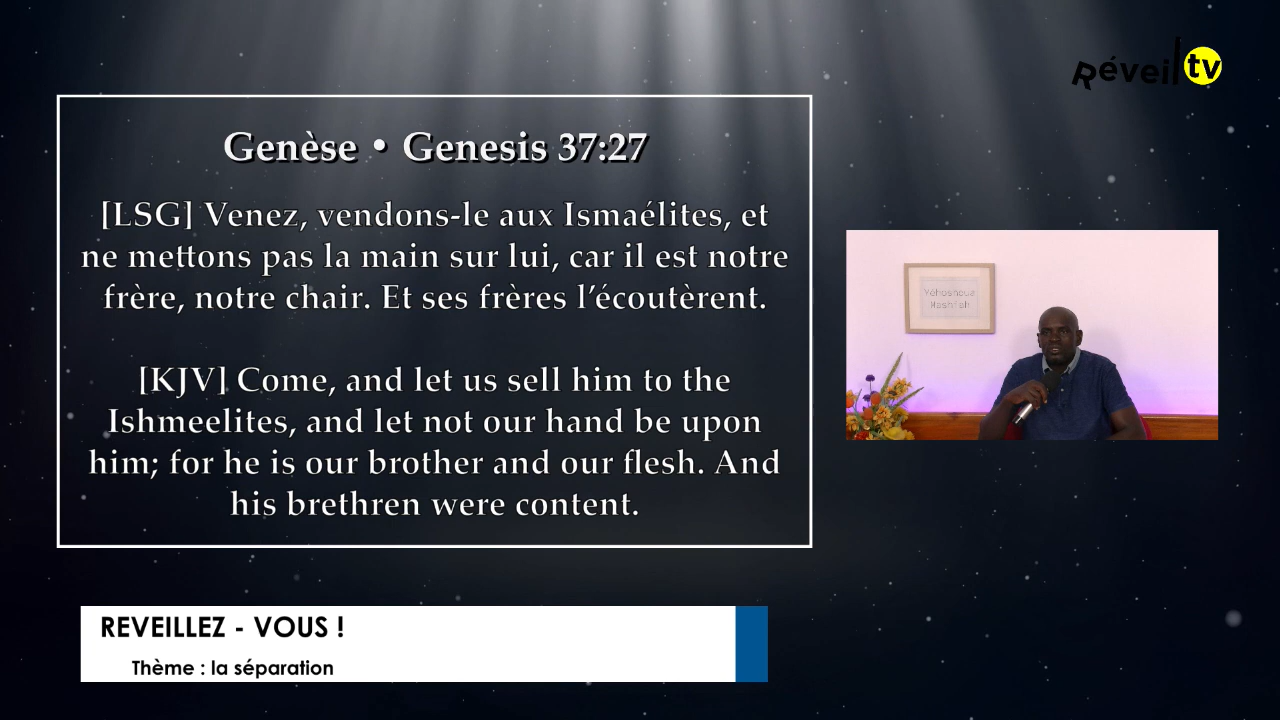 Réveil tv
Genèse • Genesis 37:27
[LSG] Venez, vendons-le aux Ismaélites, et
ne mettons pas la main sur lui, car il est notre
frère, notre chair. Et ses frères l’écoutèrent.
[KJV] Come, and let us sell him to the
Ishmeelites, and let not our hand be upon
him; for he is our brother and our flesh. And
his brethren were content.
Yéhoshoua
Mashiah
REVEILLEZ - VOUS !
Thème : la séparation